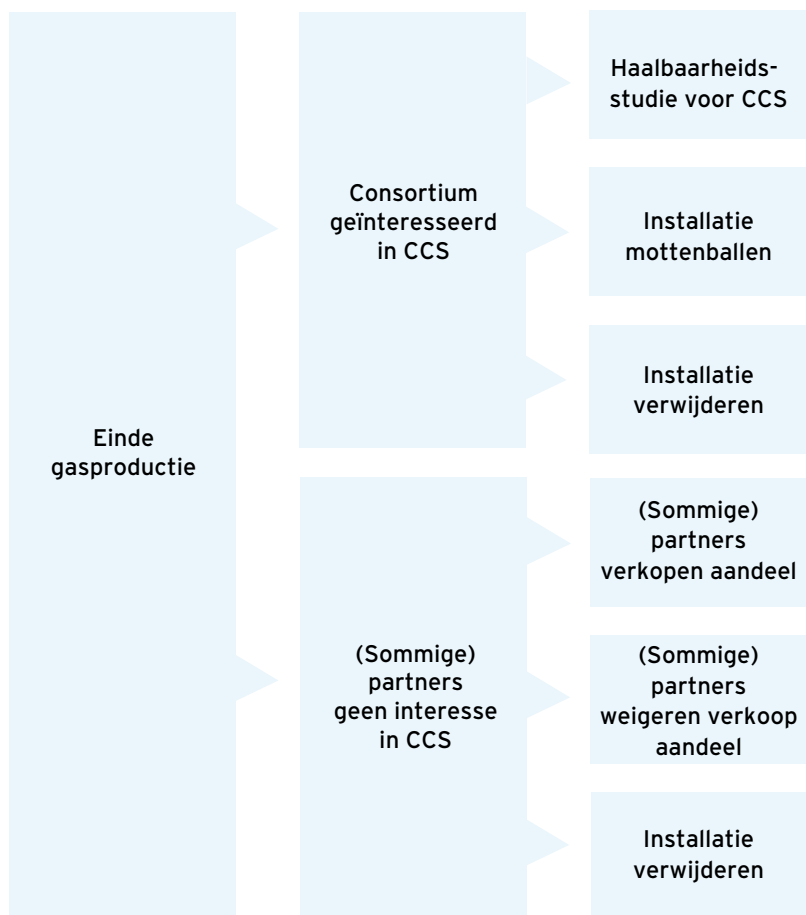 Einde
gasproductie
Consortium
geïnteresseerd
in CCS
Haalbaarheids-
studie voor CCS
Installatie
mottenballen
Installatie
verwijderen
(Sommige)
partners
geen interesse
in CCS
(Sommige)
partners
verkopen aandeel
(Sommige)
partners
weigeren verkoop
aandeel
Installatie
verwijderen